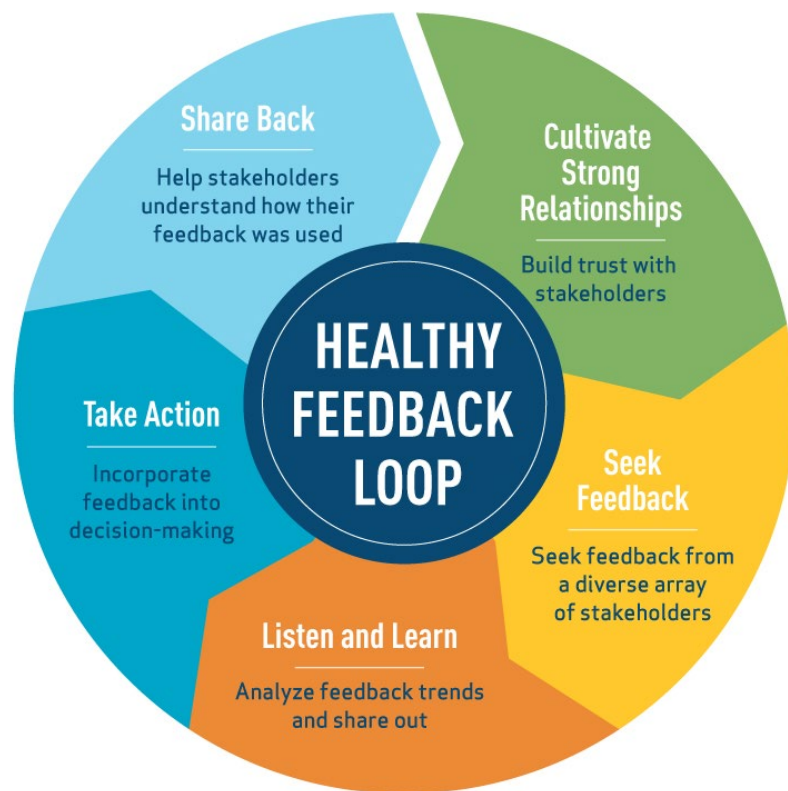 HEALTHY
FEEDBACK
LOOP
Cultivate
Strong
Relationships
Build trust with
stakeholders
Seek
Feedback
Seek feedback from
a diverse array
of stakeholders
Listen and Learn
Analyze feedback trends
and share out
Take Action
Incorporate
feedback into
decision-making
Share Back
Help stakeholders
understand how their
feedback was used